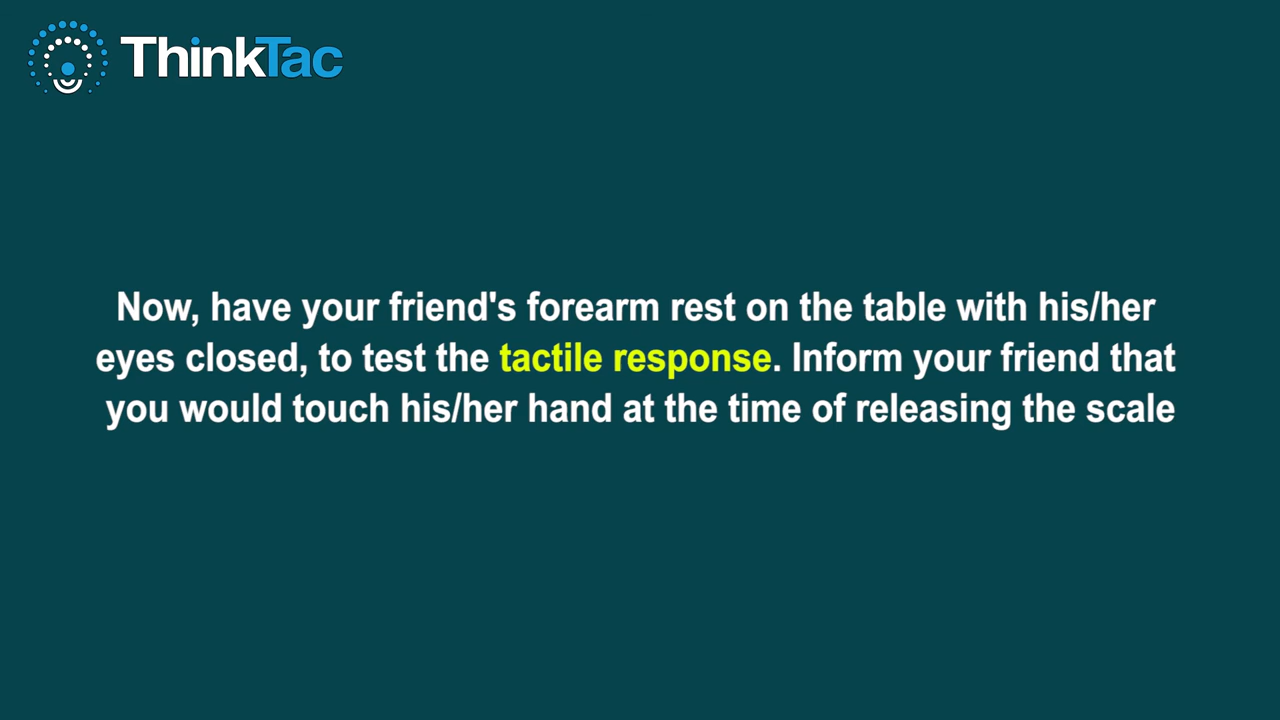 ThinkTac
Now, have your friend's forearm rest on the table with his/her
eyes closed, to test the tactile response. Inform your friend that
you would touch his/her hand at the time of releasing the scale